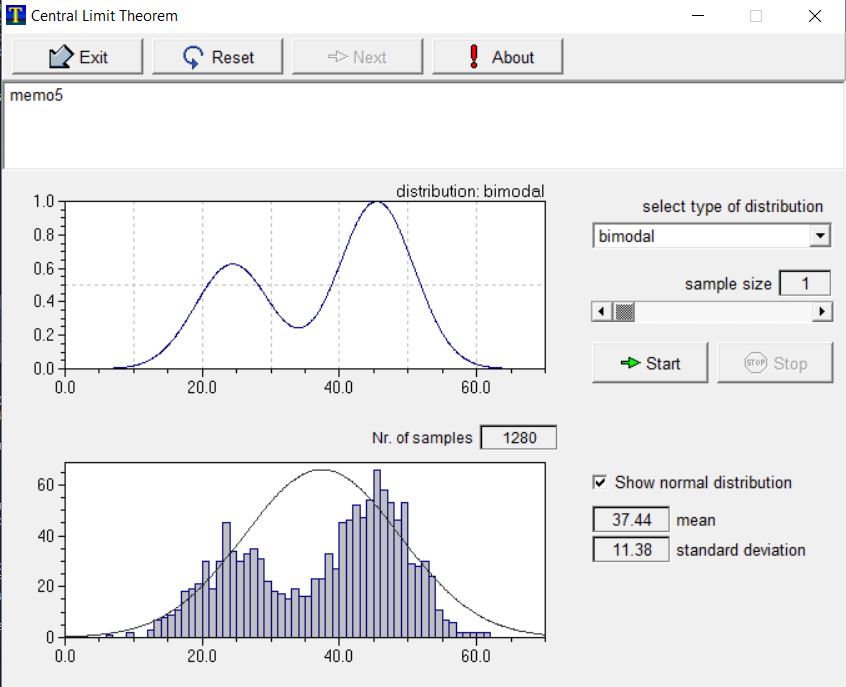 Central Limit Theorem
Exit Reset Next About
memo5
distribution: bimodal
1.0
0.8
0.6
0.4
0.2
0.0
0.0 20.0 40.0 60.0
select type of distribution
bimodal
sample size 1
Start STOP Stop
Nr. of samples 1280
60
40
20
0
0.0 20.0 40.0 60.0
Show normal distribution
37.44 mean
11.38 standard deviation